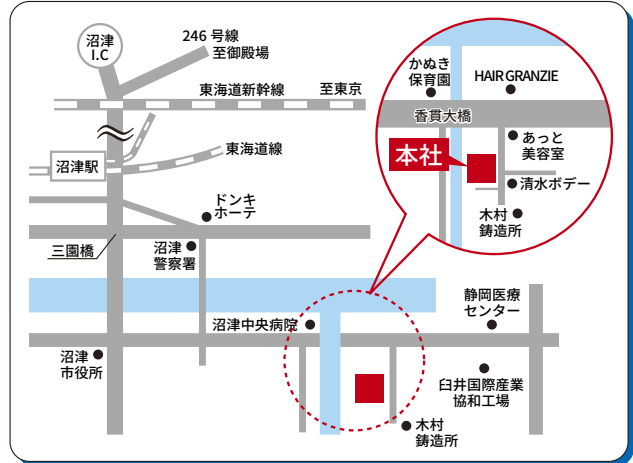 沼津
I.C
246 号線
至御殿場
東海道新幹線
至東京
沼津駅
東海道線
ドンキ
ホーテ
三園橋
沼津
警察署
沼津中央病院
沼津
市役所
静岡医療
センター
臼井国際産業
協和工場
木村
鋳造所
かぬき
保育園
HAIR GRANZIE
香貫大橋
本社
あっと
美容室
清水ボデー
木村
鋳造所